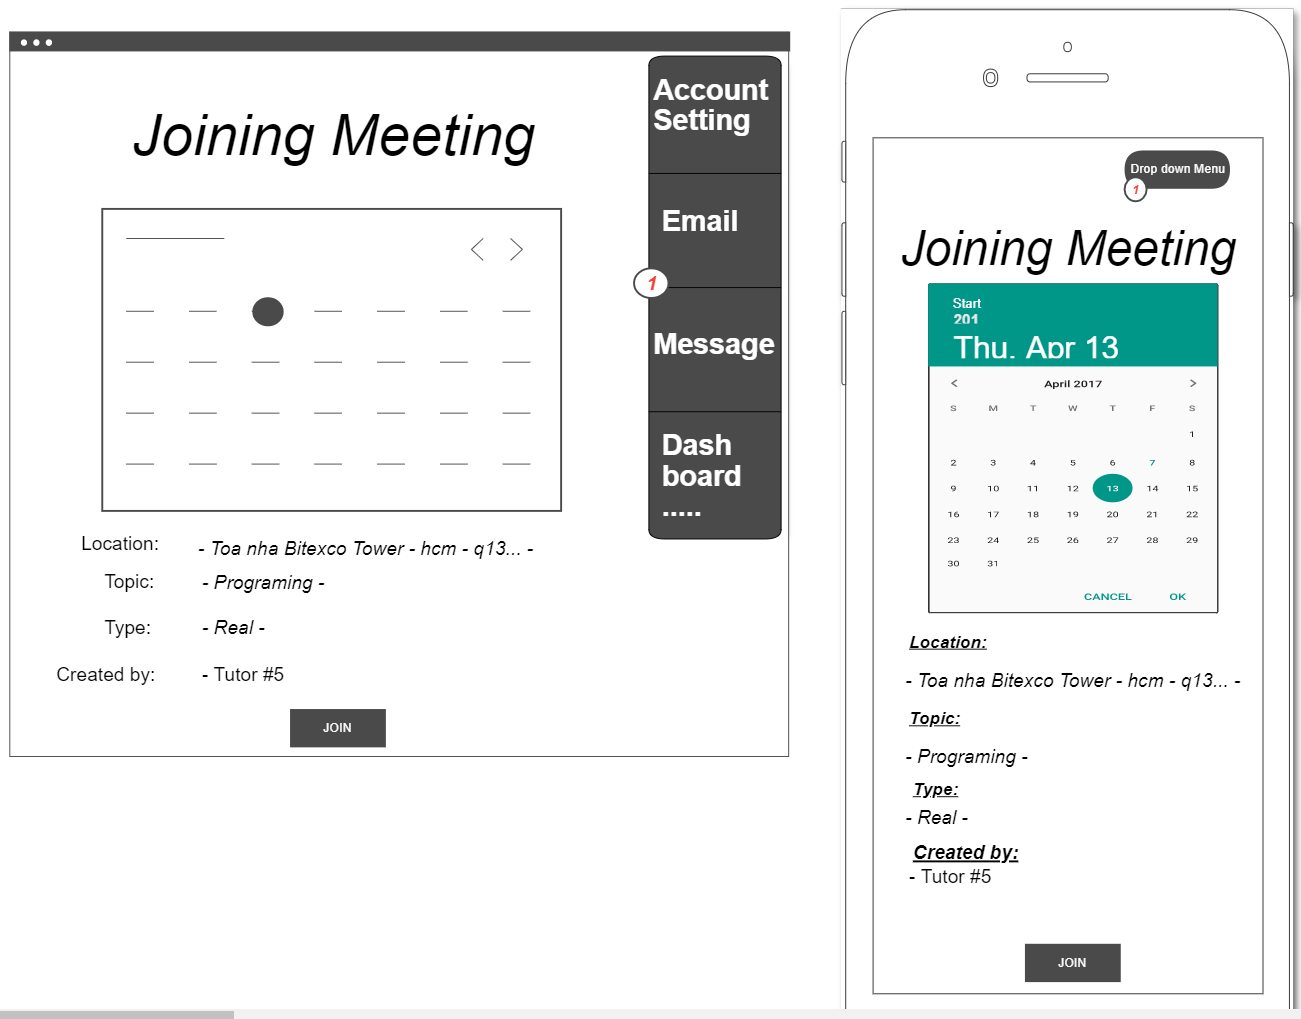 Joining Meeting
Account
Setting
Email
1
Message
Dash
board
.....
Location:
- Toa nha Bitexco Tower - hcm - q13... -
Topic:
- Programing -
Type:
- Real -
Created by:
- Tutor #5
JOIN
Drop down Menu
1
Joining Meeting
Start
201
Thu, Apr 13
< April 2017 >
S M T W T F S
1
2 3 4 5 6 7 8
9 10 11 12 13 14 15
16 17 18 19 20 21 22
23 24 25 26 27 28 29
30 31
CANCEL OK
Location:
- Toa nha Bitexco Tower - hcm - q13... -
Topic:
- Programing -
Type:
- Real -
Created by:
- Tutor #5
JOIN